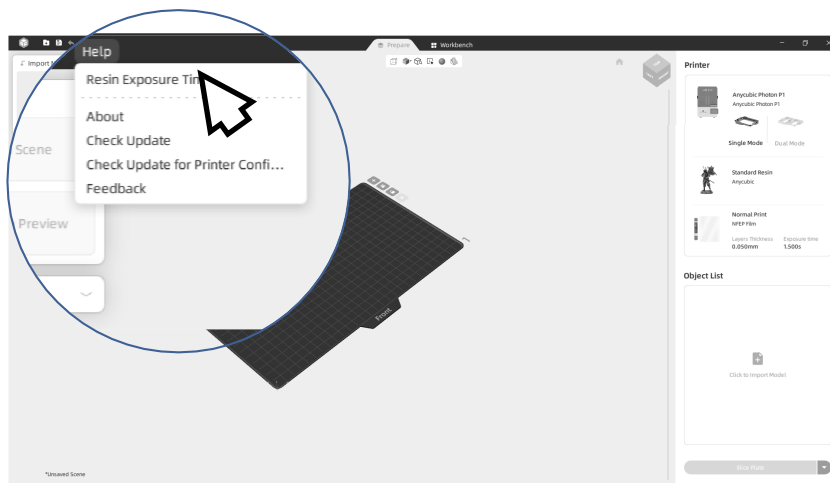 Help
Resin Exposure Tim
About
Check Update
Check Update for Printer Confi...
Feedback
Import M
Scene
Preview
Prepare
Workbench
Front
*Unsaved Scene
Printer
Anycubic Photon P1
Anycubic Photon P1
Single Mode
Dual Mode
Standard Resin
Anycubic
Normal Print
NFEP Film
Layers Thickness
Exposure time
0.050mm
1.500s
Object List
Click to Import Model
Slice Plate